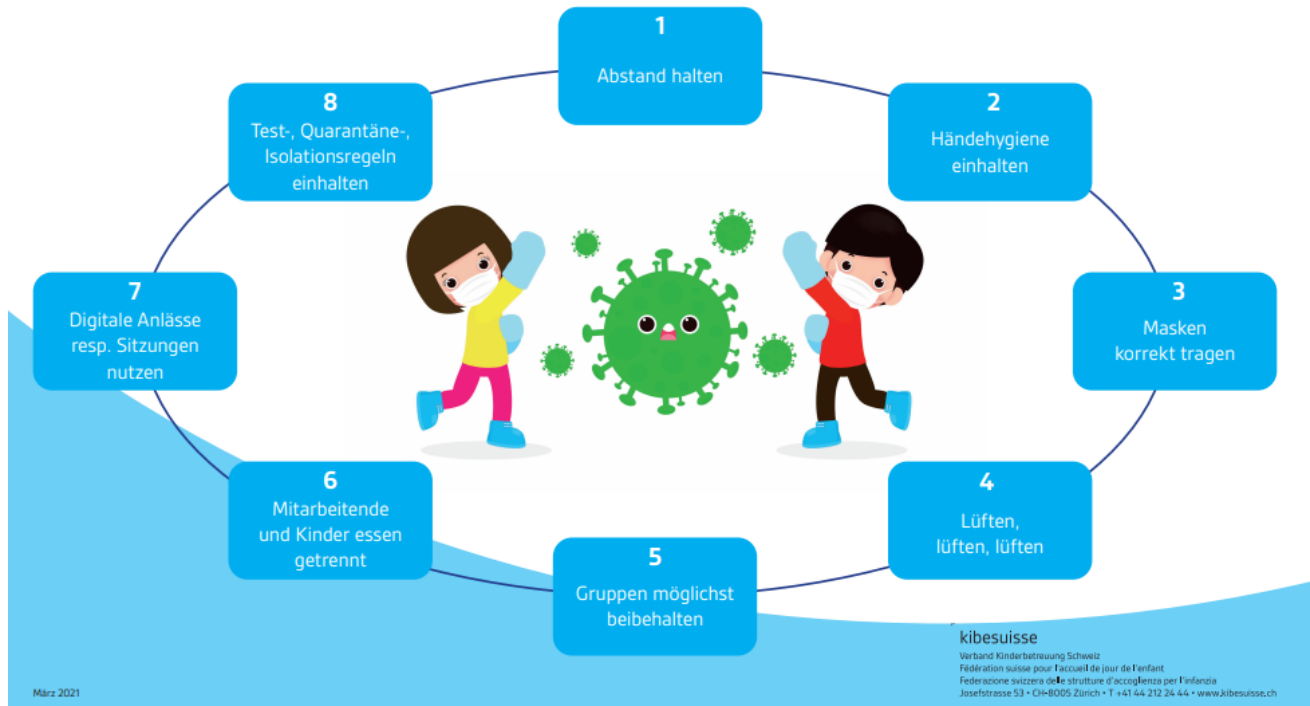 1
Abstand halten
2
Händehygiene
einhalten
3
Masken
korrekt tragen
4
Lüften,
lüften, lüften
5
Gruppen möglichst
beibehalten
6
Mitarbeitende
und Kinder essen
getrennt
7
Digitale Anlässe
resp. Sitzungen
nutzen
8
Test-, Quarantäne-,
Isolationsregeln
einhalten
kibesuisse
Verband Kinderbetreuung Schweiz
Fédération suisse pour l'accueil de jour de l'enfant
Federazione svizzera delle strutture d'accoglienza per l'infanzia
Josefstrasse 53 • CH-8005 Zürich • T +41 44 212 24 44 • www.kibesuisse.ch
März 2021